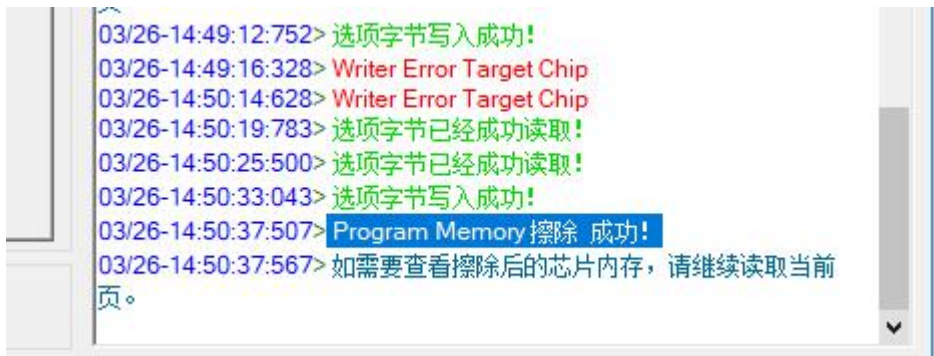 03/26-14:49:12:752> 选项字节写入成功!
03/26-14:49:16:328> Writer Error Target Chip
03/26-14:50:14:628> Writer Error Target Chip
03/26-14:50:19:783> 选项字节已经成功读取!
03/26-14:50:25:500> 选项字节已经成功读取!
03/26-14:50:33:043> 选项字节写入成功!
03/26-14:50:37:507> Program Memory 擦除 成功!
03/26-14:50:37:567> 如需要查看擦除后的芯片内存，请继续读取当前
页。